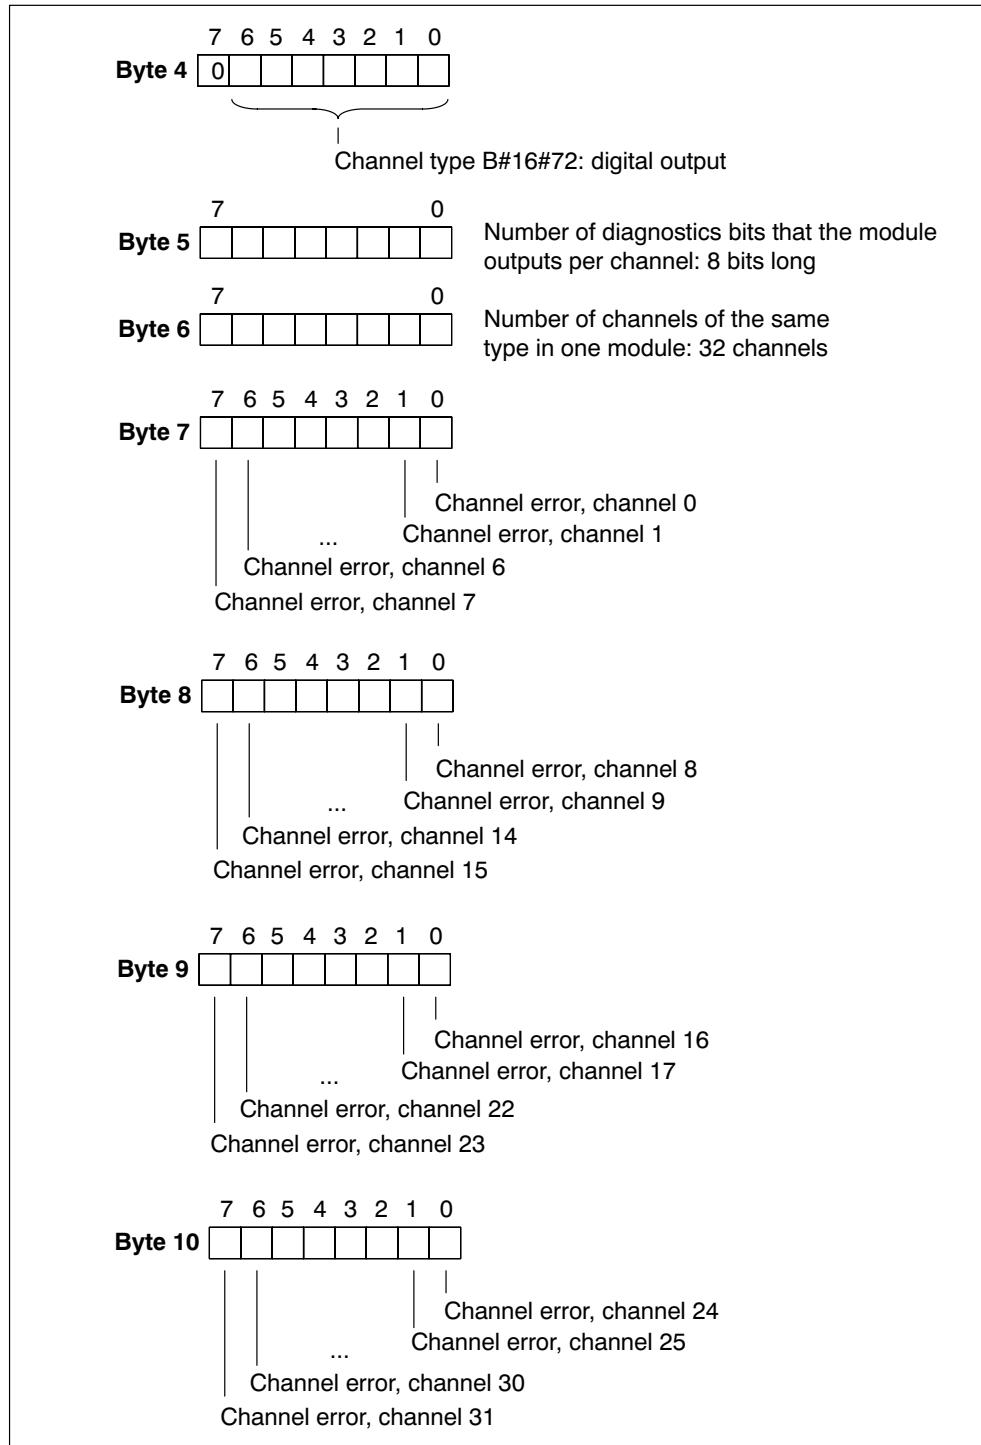 7 6 5 4 3 2 1 0
Byte 4 0
Channel type B#16#72: digital output
7 0
Byte 5
Number of diagnostics bits that the module
outputs per channel: 8 bits long
7 0
Byte 6
Number of channels of the same
type in one module: 32 channels
7 6 5 4 3 2 1 0
Byte 7
Channel error, channel 0
... Channel error, channel 1
Channel error, channel 6
Channel error, channel 7
7 6 5 4 3 2 1 0
Byte 8
Channel error, channel 8
... Channel error, channel 9
Channel error, channel 14
Channel error, channel 15
7 6 5 4 3 2 1 0
Byte 9
Channel error, channel 16
... Channel error, channel 17
Channel error, channel 22
Channel error, channel 23
7 6 5 4 3 2 1 0
Byte 10
Channel error, channel 24
... Channel error, channel 25
Channel error, channel 30
Channel error, channel 31